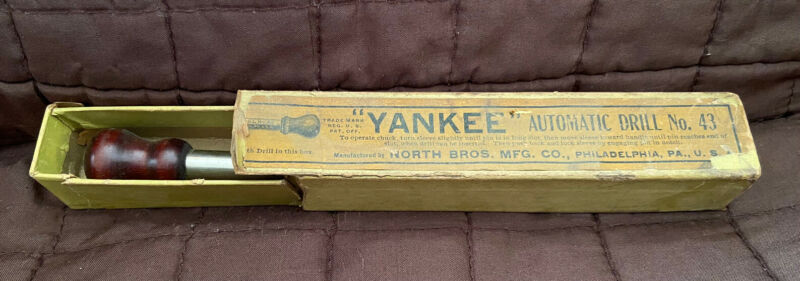 TRADE MARK
REG. U. S.
PAT. OFF.
"YANKEE" AUTOMATIC DRILL No. 43
To operate chuck, turn sleeve slightly until pin is in long slot, then move sleeve toward handle until pin reaches end of
slot, when drill can be inserted. Then push back and lock sleeve by engaging pin in notch.
Manufactured by NORTH BROS. MFG. CO., PHILADELPHIA, PA., U. S.
th Drill in this box.